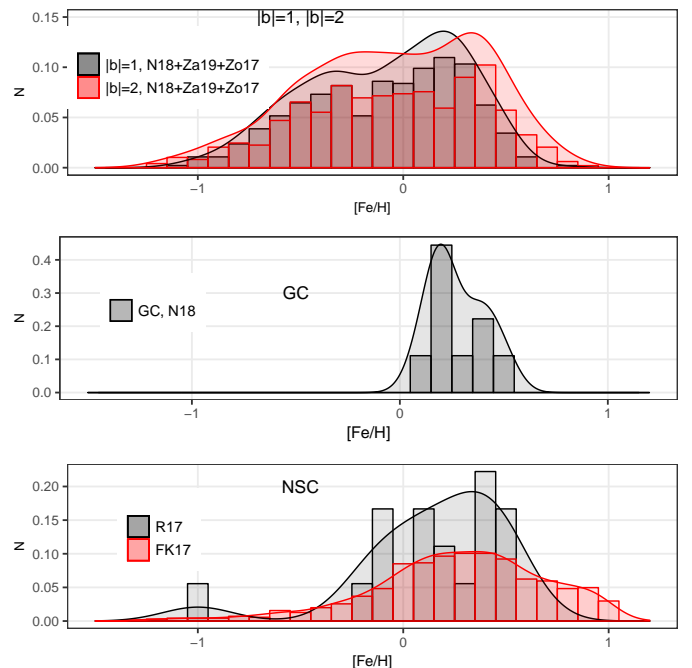 |b|=1, |b|=2
0.15
0.10
0.05
0.00
N
|b|=1, N18+Za19+Zo17
|b|=2, N18+Za19+Zo17
−1 0 1
[Fe/H]
0.4
0.3
0.2
0.1
0.0
N
GC
GC, N18
−1 0 1
[Fe/H]
0.20
0.15
0.10
0.05
0.00
N
NSC
R17
FK17
−1 0 1
[Fe/H]